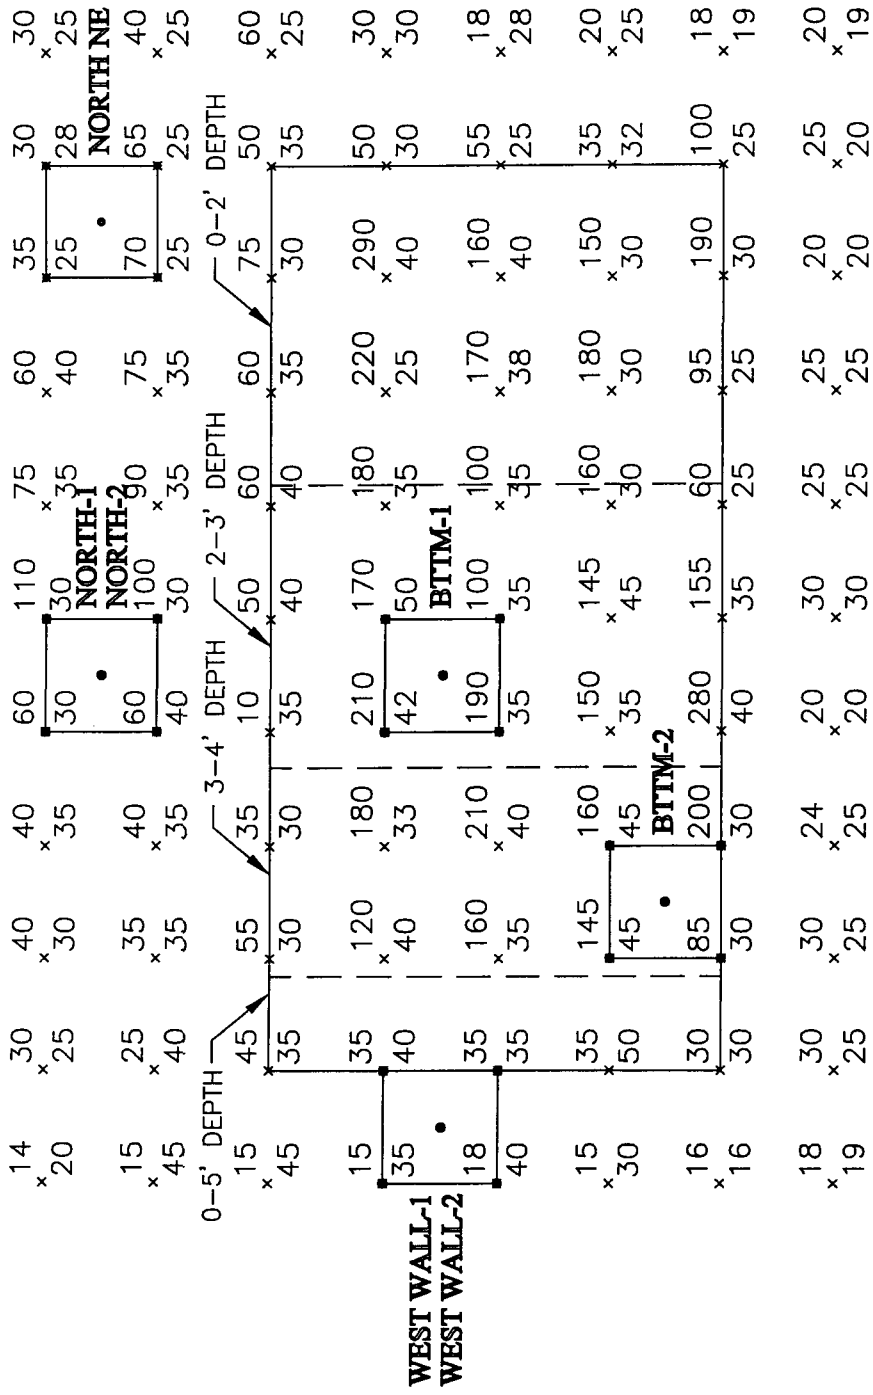 14 30 40 40 60 110 75 60 35 30 30
20 25 30 35 30 30 35 40 25 28 25
NORTH-1 NORTH NE
NORTH-2
15 25 35 40 60 100 90 75 70 65 40
45 40 35 35 40 30 35 35 25 25 25
0-5' DEPTH 3-4' DEPTH 2-3' DEPTH 0-2' DEPTH
15 45 55 35 10 50 60 60 75 50 60
45 35 30 30 35 40 40 35 30 35 25
15 35 120 180 210 170 180 220 290 50 30
35 40 40 33 42 50 35 25 40 30 30
WEST WALL-1 BTTM-1
WEST WALL-2
18 35 160 210 190 100 100 170 160 55 18
40 35 35 40 35 35 35 38 40 25 28
15 35 145 160 150 145 160 180 150 35 20
30 50 45 45 35 45 30 30 30 32 25
BTTM-2
16 30 85 200 280 155 60 95 190 100 18
16 30 30 30 40 35 25 25 30 25 19
18 30 30 24 20 30 25 25 20 25 20
19 25 25 25 20 30 25 25 20 20 19